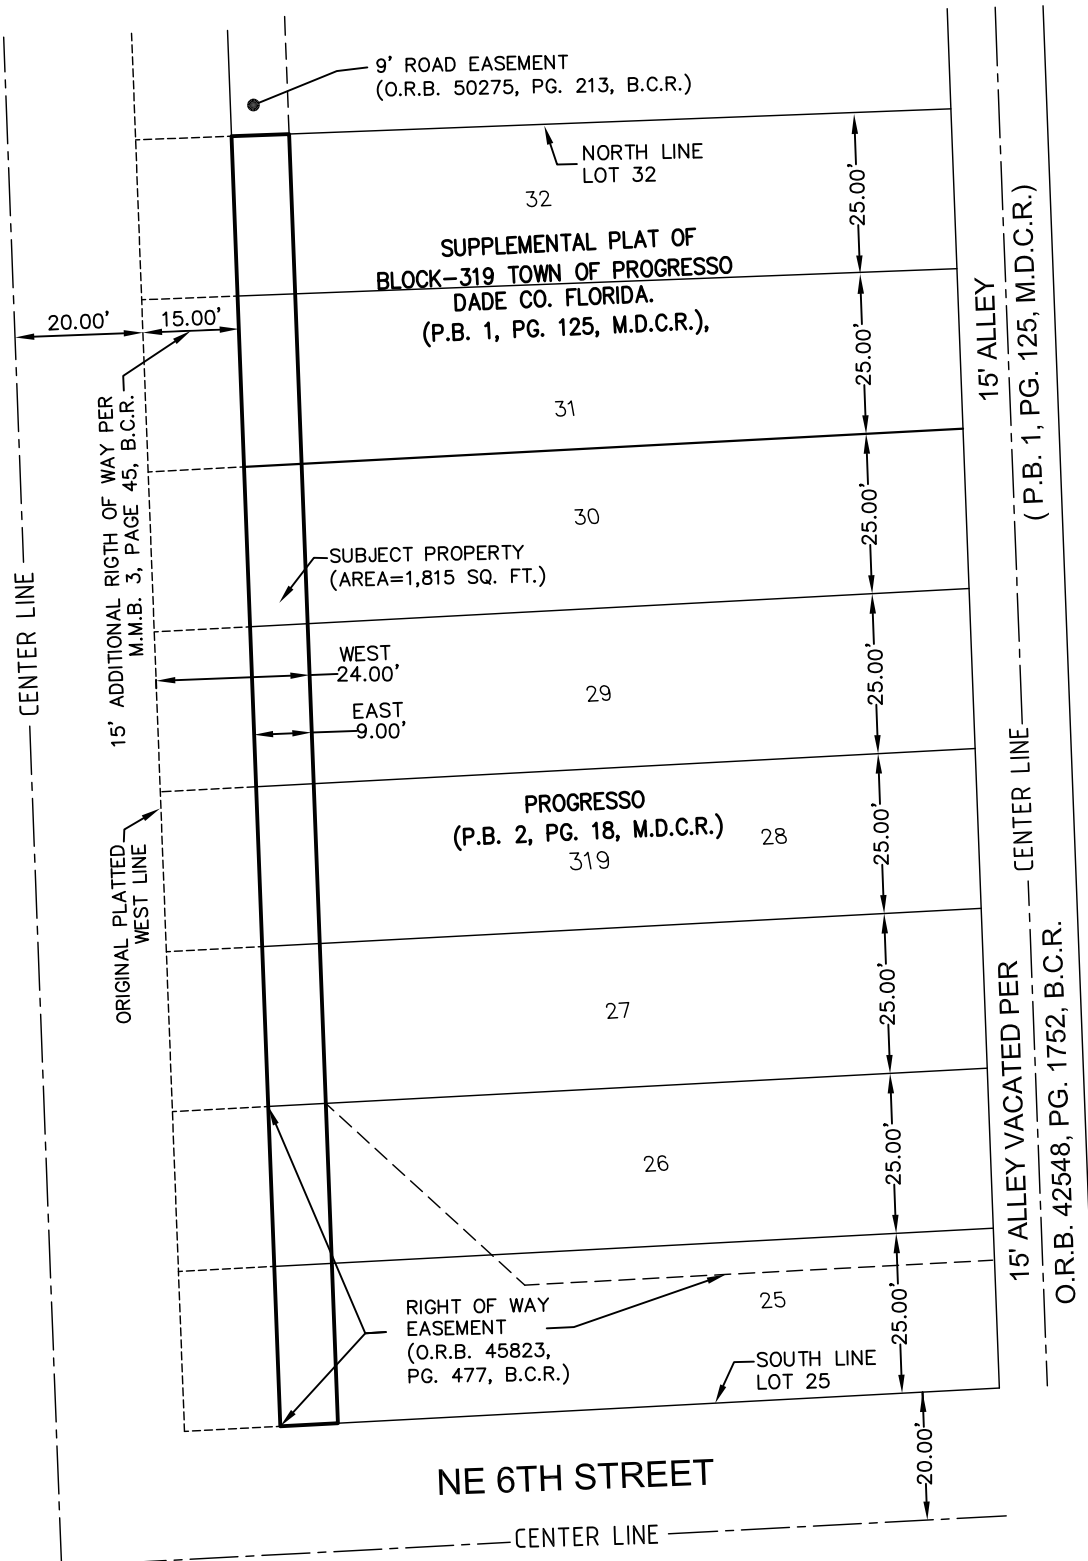 9' ROAD EASEMENT
(O.R.B. 50275, PG. 213, B.C.R.)
NORTH LINE
LOT 32
32
25.00'
SUPPLEMENTAL PLAT OF
BLOCK-319 TOWN OF PROGRESSO
DADE CO. FLORIDA.
(P.B. 1, PG. 125, M.D.C.R.),
20.00'
15.00'
25.00'
15' ALLEY
( P.B. 1, PG. 125, M.D.C.R.)
31
15' ADDITIONAL RIGTH OF WAY PER
M.M.B. 3, PAGE 45, B.C.R.
30
25.00'
SUBJECT PROPERTY
(AREA=1,815 SQ. FT.)
CENTER LINE
WEST
24.00'
29
25.00'
EAST
9.00'
CENTER LINE
PROGRESSO
(P.B. 2, PG. 18, M.D.C.R.)
319
28
25.00'
ORIGINAL PLATTED
WEST LINE
27
25.00'
15' ALLEY VACATED PER
O.R.B. 42548, PG. 1752, B.C.R.
26
25.00'
RIGHT OF WAY
EASEMENT
(O.R.B. 45823,
PG. 477, B.C.R.)
25
25.00'
SOUTH LINE
LOT 25
20.00'
NE 6TH STREET
CENTER LINE